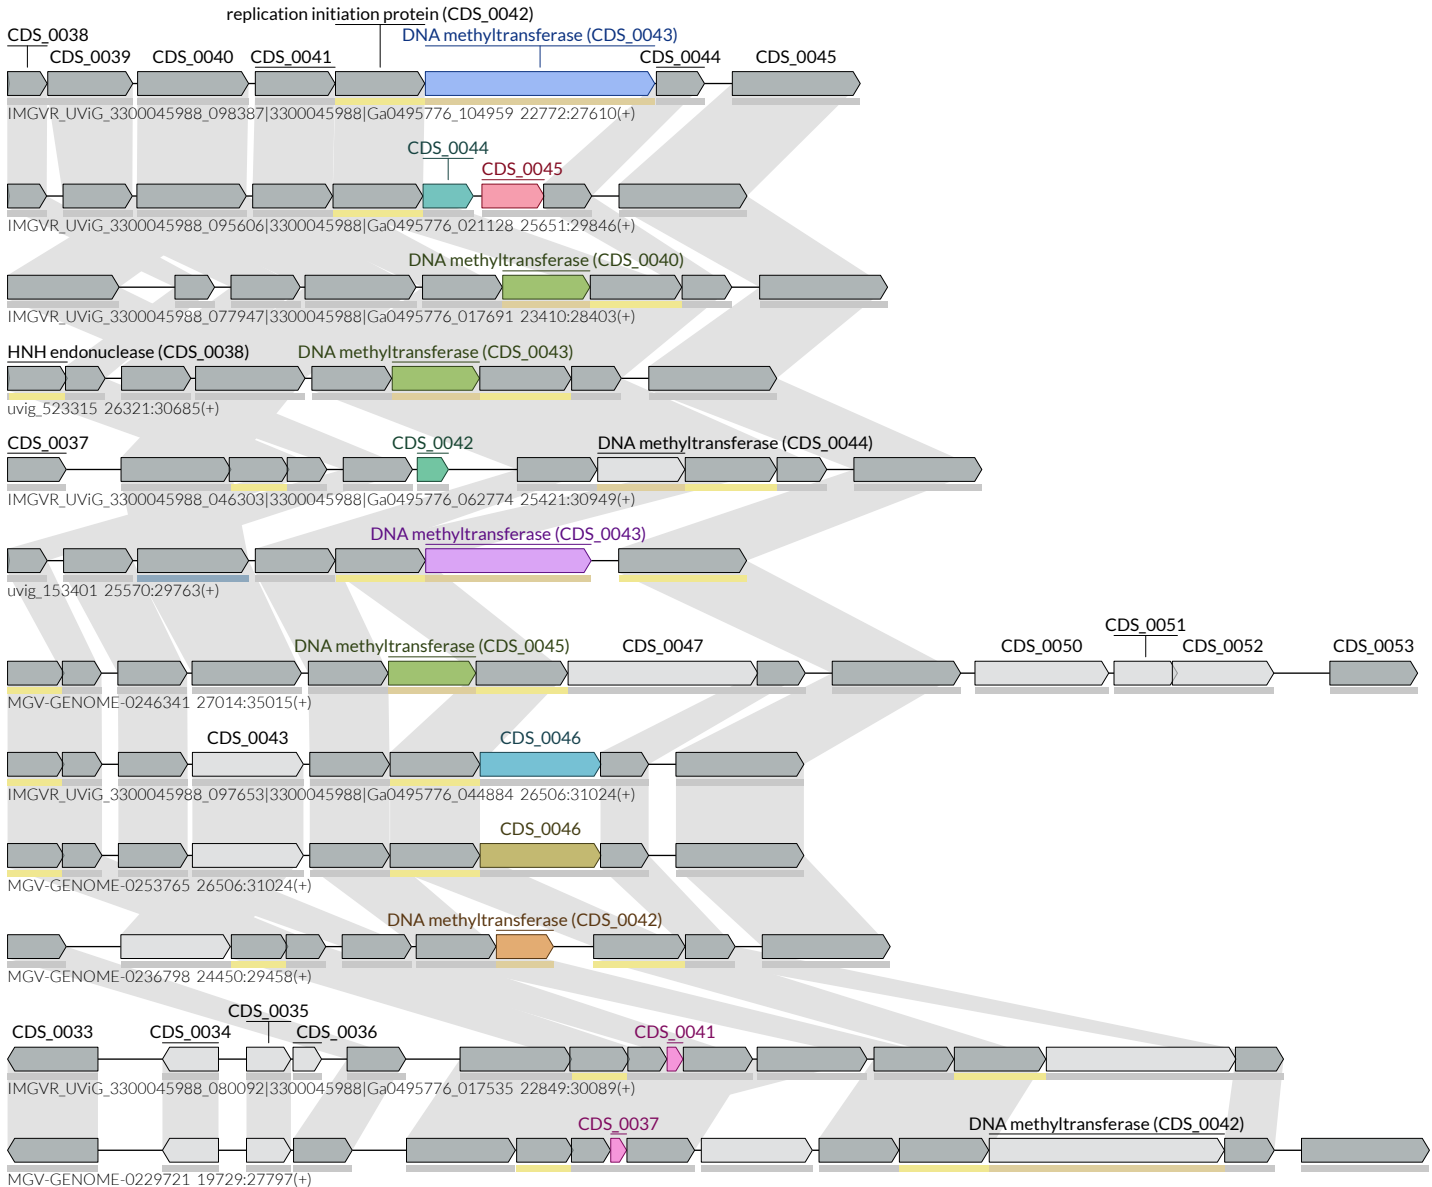 replication initiation protein (CDS_0042)
CDS_0038 DNA methyltransferase (CDS_0043)
CDS_0039 CDS_0040 CDS_0041 CDS_0044 CDS_0045
IMGVR_UViG_3300045988_098387|3300045988|Ga0495776_104959 22772:27610(+)
CDS_0044
CDS_0045
IMGVR_UViG_3300045988_095606|3300045988|Ga0495776_021128 25651:29846(+)
DNA methyltransferase (CDS_0040)
IMGVR_UViG_3300045988_077947|3300045988|Ga0495776_017691 23410:28403(+)
HNH endonuclease (CDS_0038) DNA methyltransferase (CDS_0043)
uvig_523315 26321:30685(+)
CDS_0037 CDS_0042 DNA methyltransferase (CDS_0044)
IMGVR_UViG_3300045988_046303|3300045988|Ga0495776_062774 25421:30949(+)
DNA methyltransferase (CDS_0043)
uvig_153401 25570:29763(+)
CDS_0051
DNA methyltransferase (CDS_0045) CDS_0047 CDS_0050 CDS_0052 CDS_0053
MGV-GENOME-0246341 27014:35015(+)
CDS_0043 CDS_0046
IMGVR_UViG_3300045988_097653|3300045988|Ga0495776_044884 26506:31024(+)
CDS_0046
MGV-GENOME-0253765 26506:31024(+)
DNA methyltransferase (CDS_0042)
MGV-GENOME-0236798 24450:29458(+)
CDS_0035
CDS_0033 CDS_0034 CDS_0036 CDS_0041
IMGVR_UViG_3300045988_080092|3300045988|Ga0495776_017535 22849:30089(+)
CDS_0037 DNA methyltransferase (CDS_0042)
MGV-GENOME-0229721 19729:27797(+)